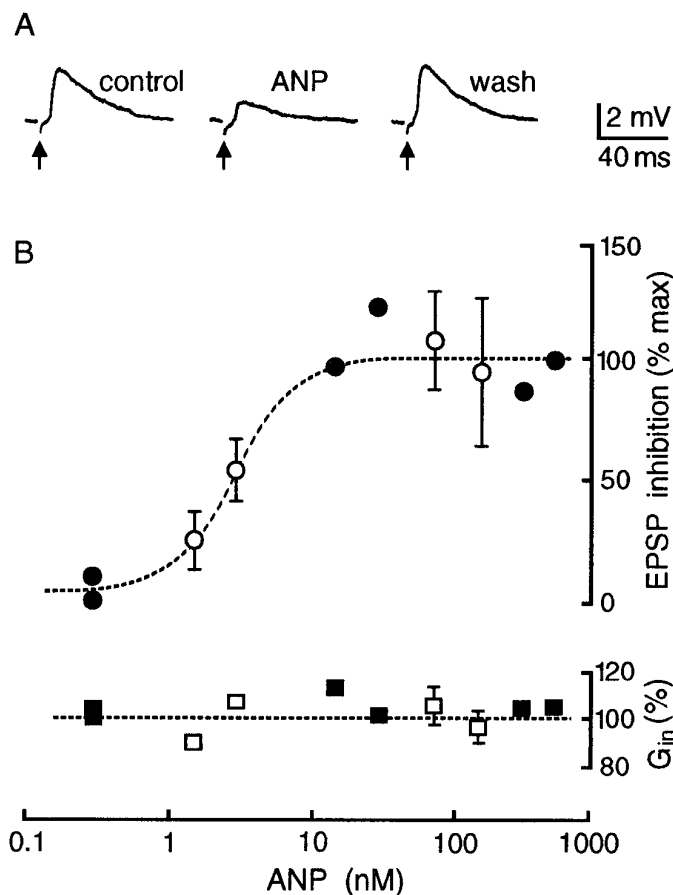 A
control
ANP
wash
2 mV
40 ms
B
150
100
50
0
EPSP inhibition (% max)
120
100
80
Gin (%)
0.1 1 10 100 1000
ANP (nM)